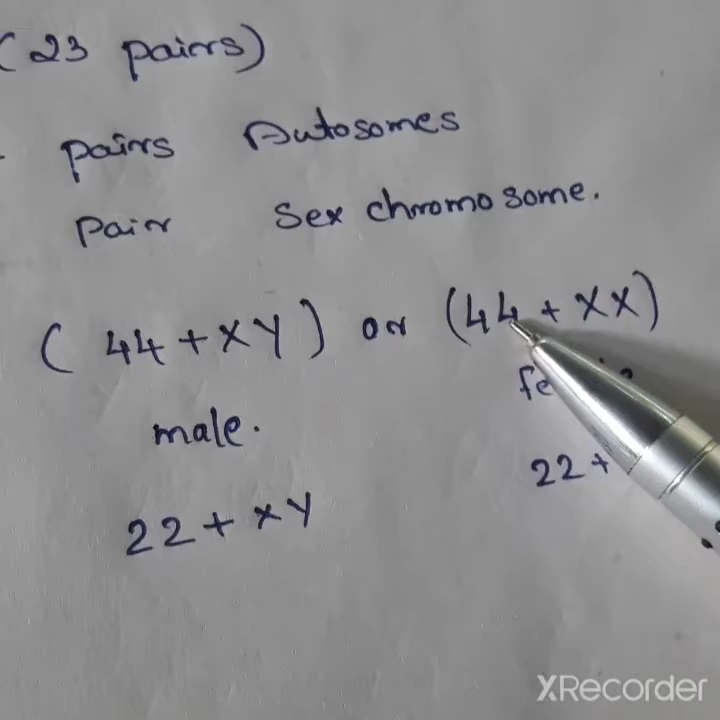 (23 pairs)
pairs Autosomes
pair Sex chromosome.
(44+XY) or (44+XX)
male.
22+XY
22+
XRecorder